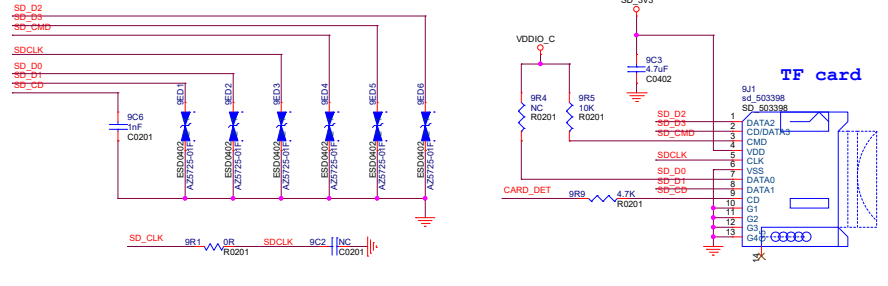 SD_D2
SD_D3
SD_CMD
SDCLK
SD_D0
SD_D1
SD_CD
9C6
1nF
C0201
9ED1
ESD0402
AZ5725-01F
9ED2
ESD0402
AZ5725-01F
9ED3
ESD0402
AZ5725-01F
9ED4
ESD0402
AZ5725-01F
9ED5
ESD0402
AZ5725-01F
9ED6
ESD0402
AZ5725-01F
SD_CLK
9R1
0R
R0201
SDCLK
9C2
NC
C0201
SD_3V3
VDDIO_C
9C3
4.7uF
C0402
TF card
9R4
NC
R0201
9R5
10K
R0201
9J1
sd_503398
SD_503398
SD_D2
SD_D3
SD_CMD
SDCLK
SD_D0
SD_D1
SD_CD
CARD_DET
9R9
4.7K
R0201
1 DATA2
2 CD/DATA3
3 CMD
4 VDD
5 CLK
6 VSS
7 DATA0
8 DATA1
9 CD
10 G1
11 G2
12 G3
13 G4
14